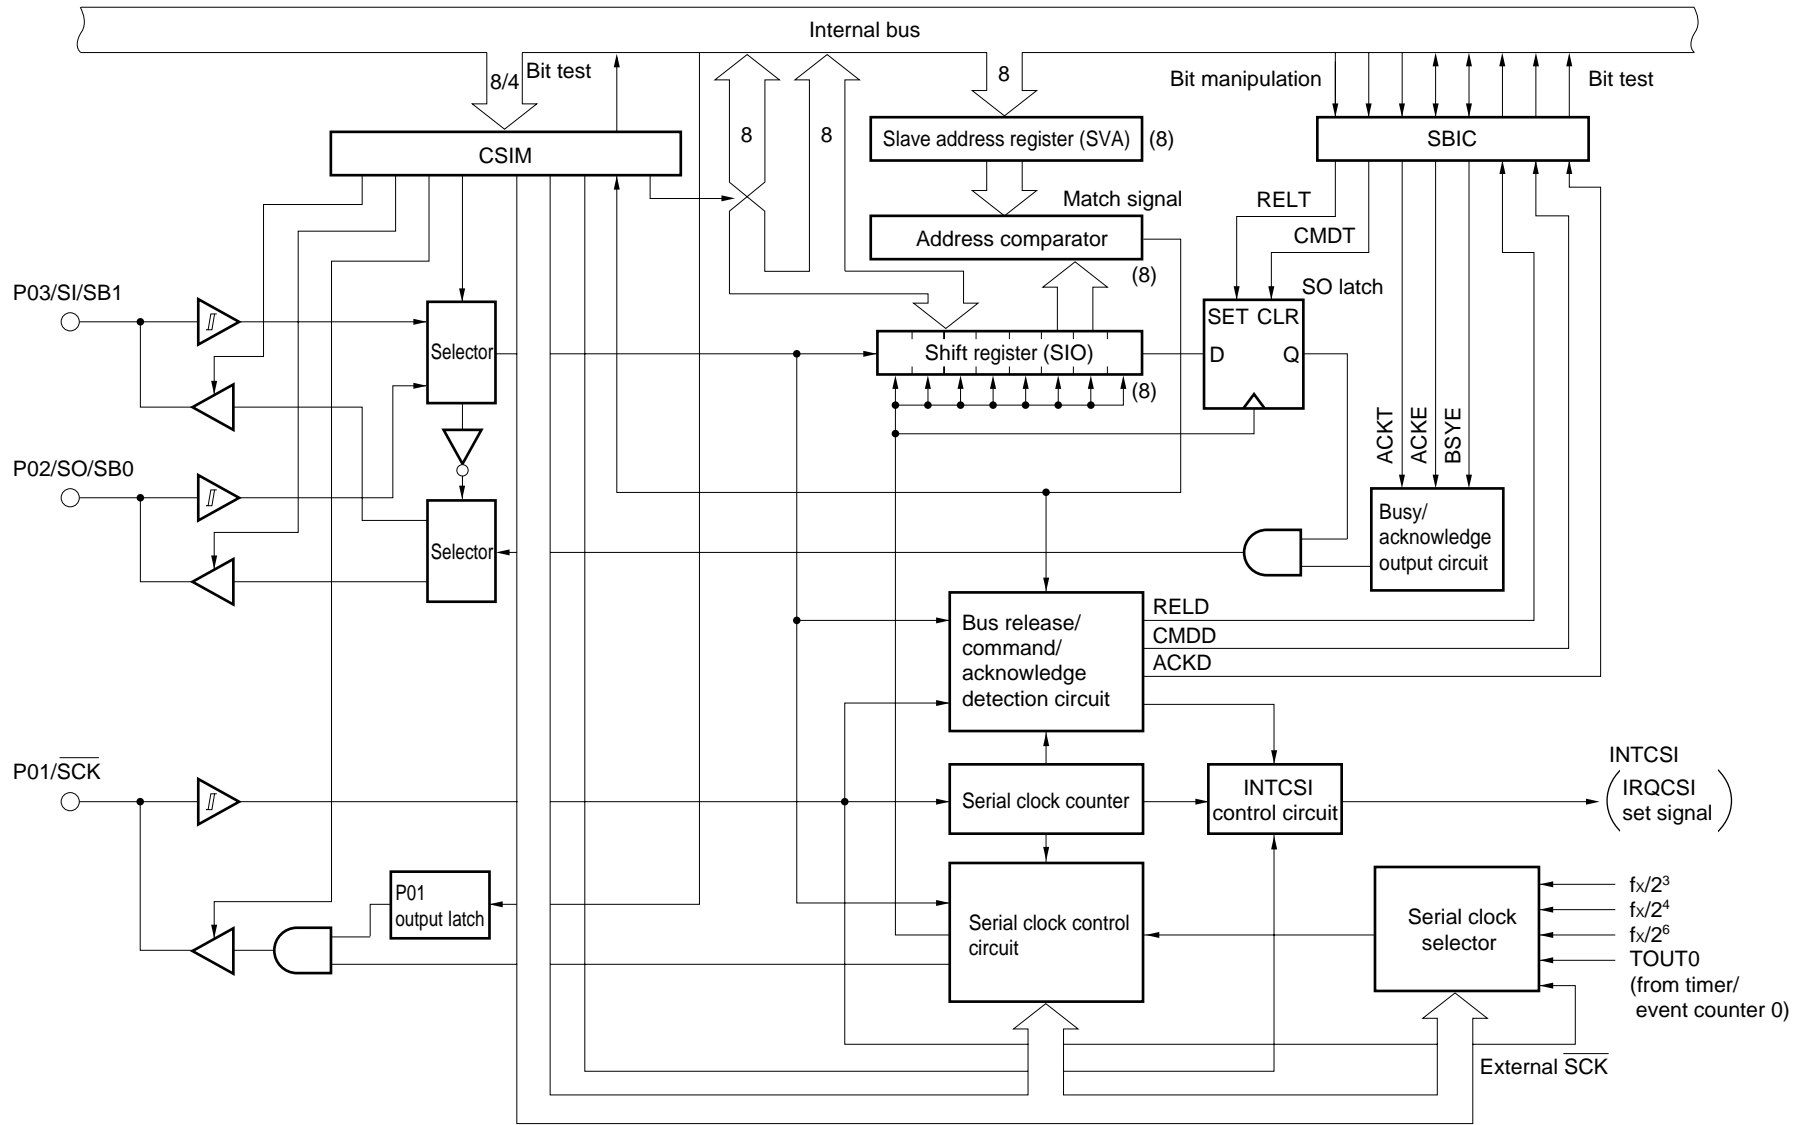 Internal bus
8/4
Bit test
8
8
8
Bit manipulation
Bit test
CSIM
Slave address register (SVA)
(8)
SBIC
Match signal
RELT
Address comparator
CMDT
(8)
P03/SI/SB1
SO latch
SET CLR
Selector
Shift register (SIO)
D
Q
(8)
ACKT
ACKE
BSYE
P02/SO/SB0
Selector
Busy/
acknowledge
output circuit
Bus release/
command/
acknowledge
detection circuit
RELD
CMDD
ACKD
P01/S̅C̅K̅
Serial clock counter
INTCSI
control circuit
INTCSI
(IRQCSI
set signal)
P01
output latch
Serial clock control
circuit
Serial clock
selector
fx/2³
fx/2⁴
fx/2⁶
TOUT0
(from timer/
event counter 0)
External S̅C̅K̅